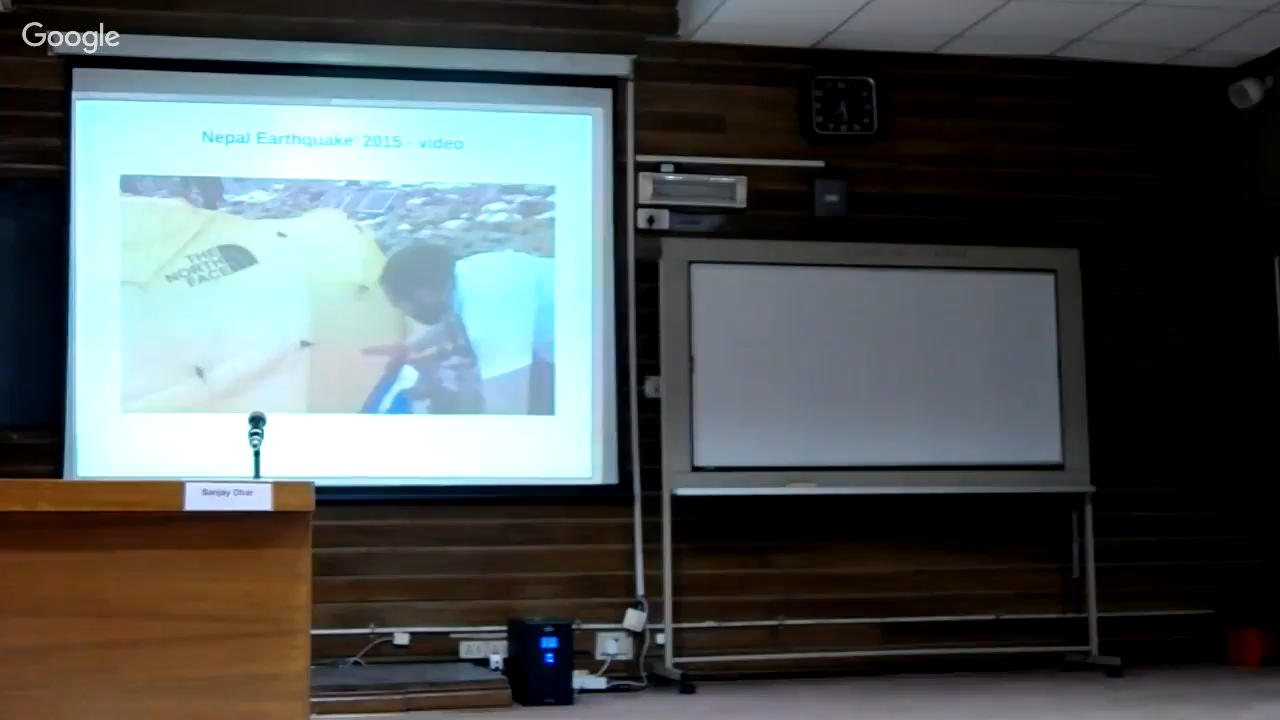 Google
Nepal Earthquake' 2015 - video
THE
NORTH
FACE
Sanjay Dhar